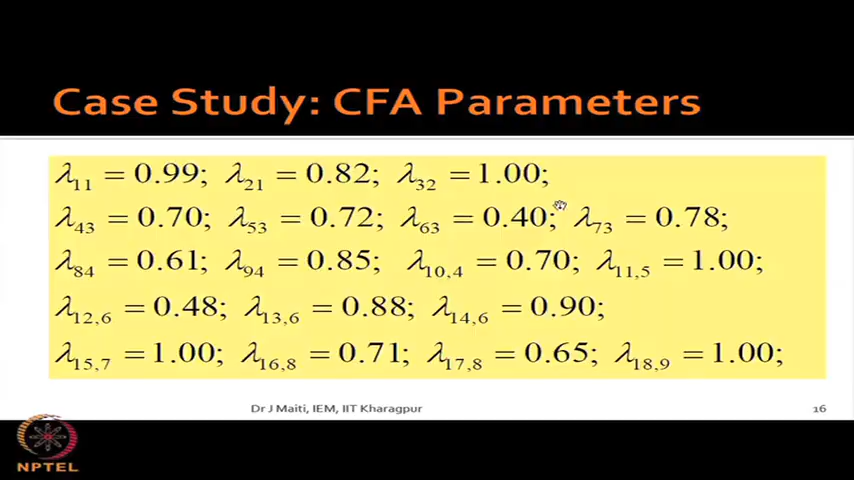 Case Study: CFA Parameters
λ11 = 0.99; λ21 = 0.82; λ32 = 1.00;
λ43 = 0.70; λ53 = 0.72; λ63 = 0.40; λ73 = 0.78;
λ84 = 0.61; λ94 = 0.85; λ10,4 = 0.70; λ11,5 = 1.00;
λ12,6 = 0.48; λ13,6 = 0.88; λ14,6 = 0.90;
λ15,7 = 1.00; λ16,8 = 0.71; λ17,8 = 0.65; λ18,9 = 1.00;
Dr J Maiti, IEM, IIT Kharagpur
16
NPTEL